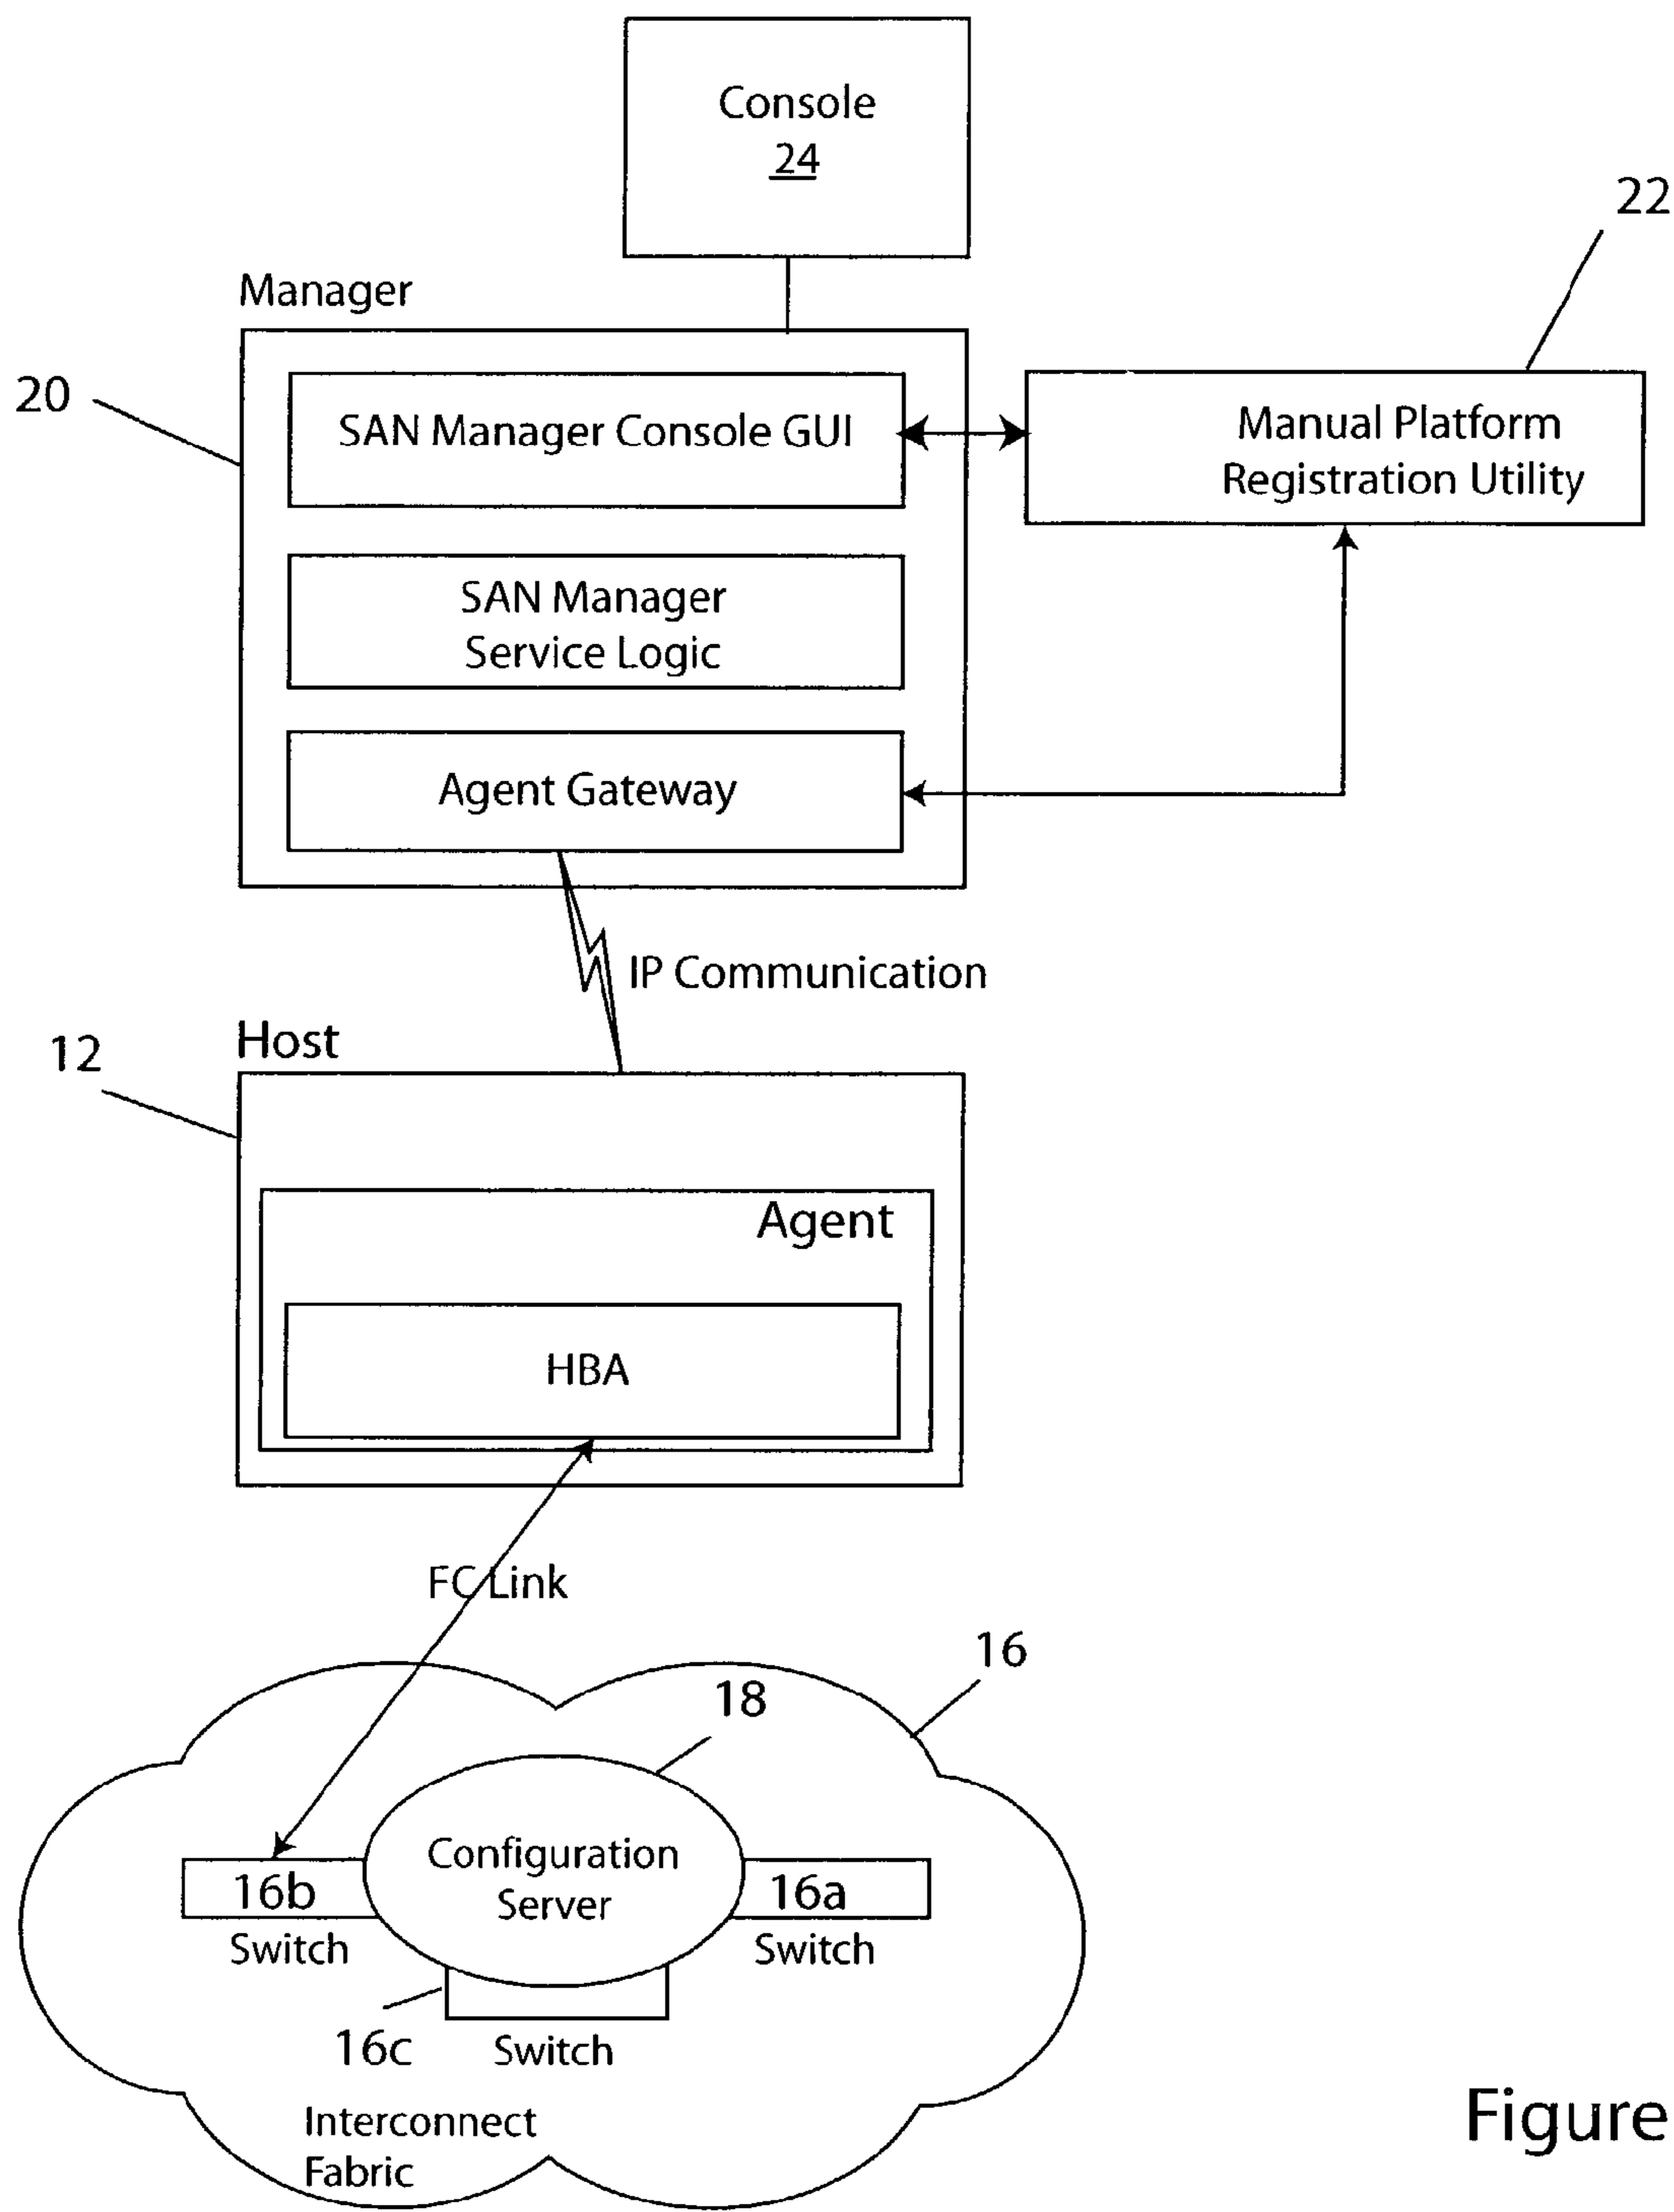 Console
24
22
Manager
20
SAN Manager Console GUI
Manual Platform
Registration Utility
SAN Manager
Service Logic
Agent Gateway
IP Communication
Host
12
Agent
HBA
FC Link
16
18
Configuration
Server
16b
16a
Switch
Switch
16c
Switch
Interconnect
Fabric
Figure